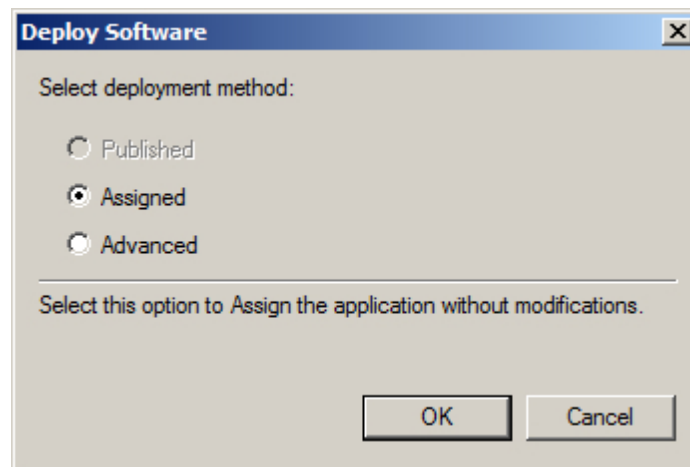 Deploy Software
Select deployment method:
Published
Assigned
Advanced
Select this option to Assign the application without modifications.
OK Cancel